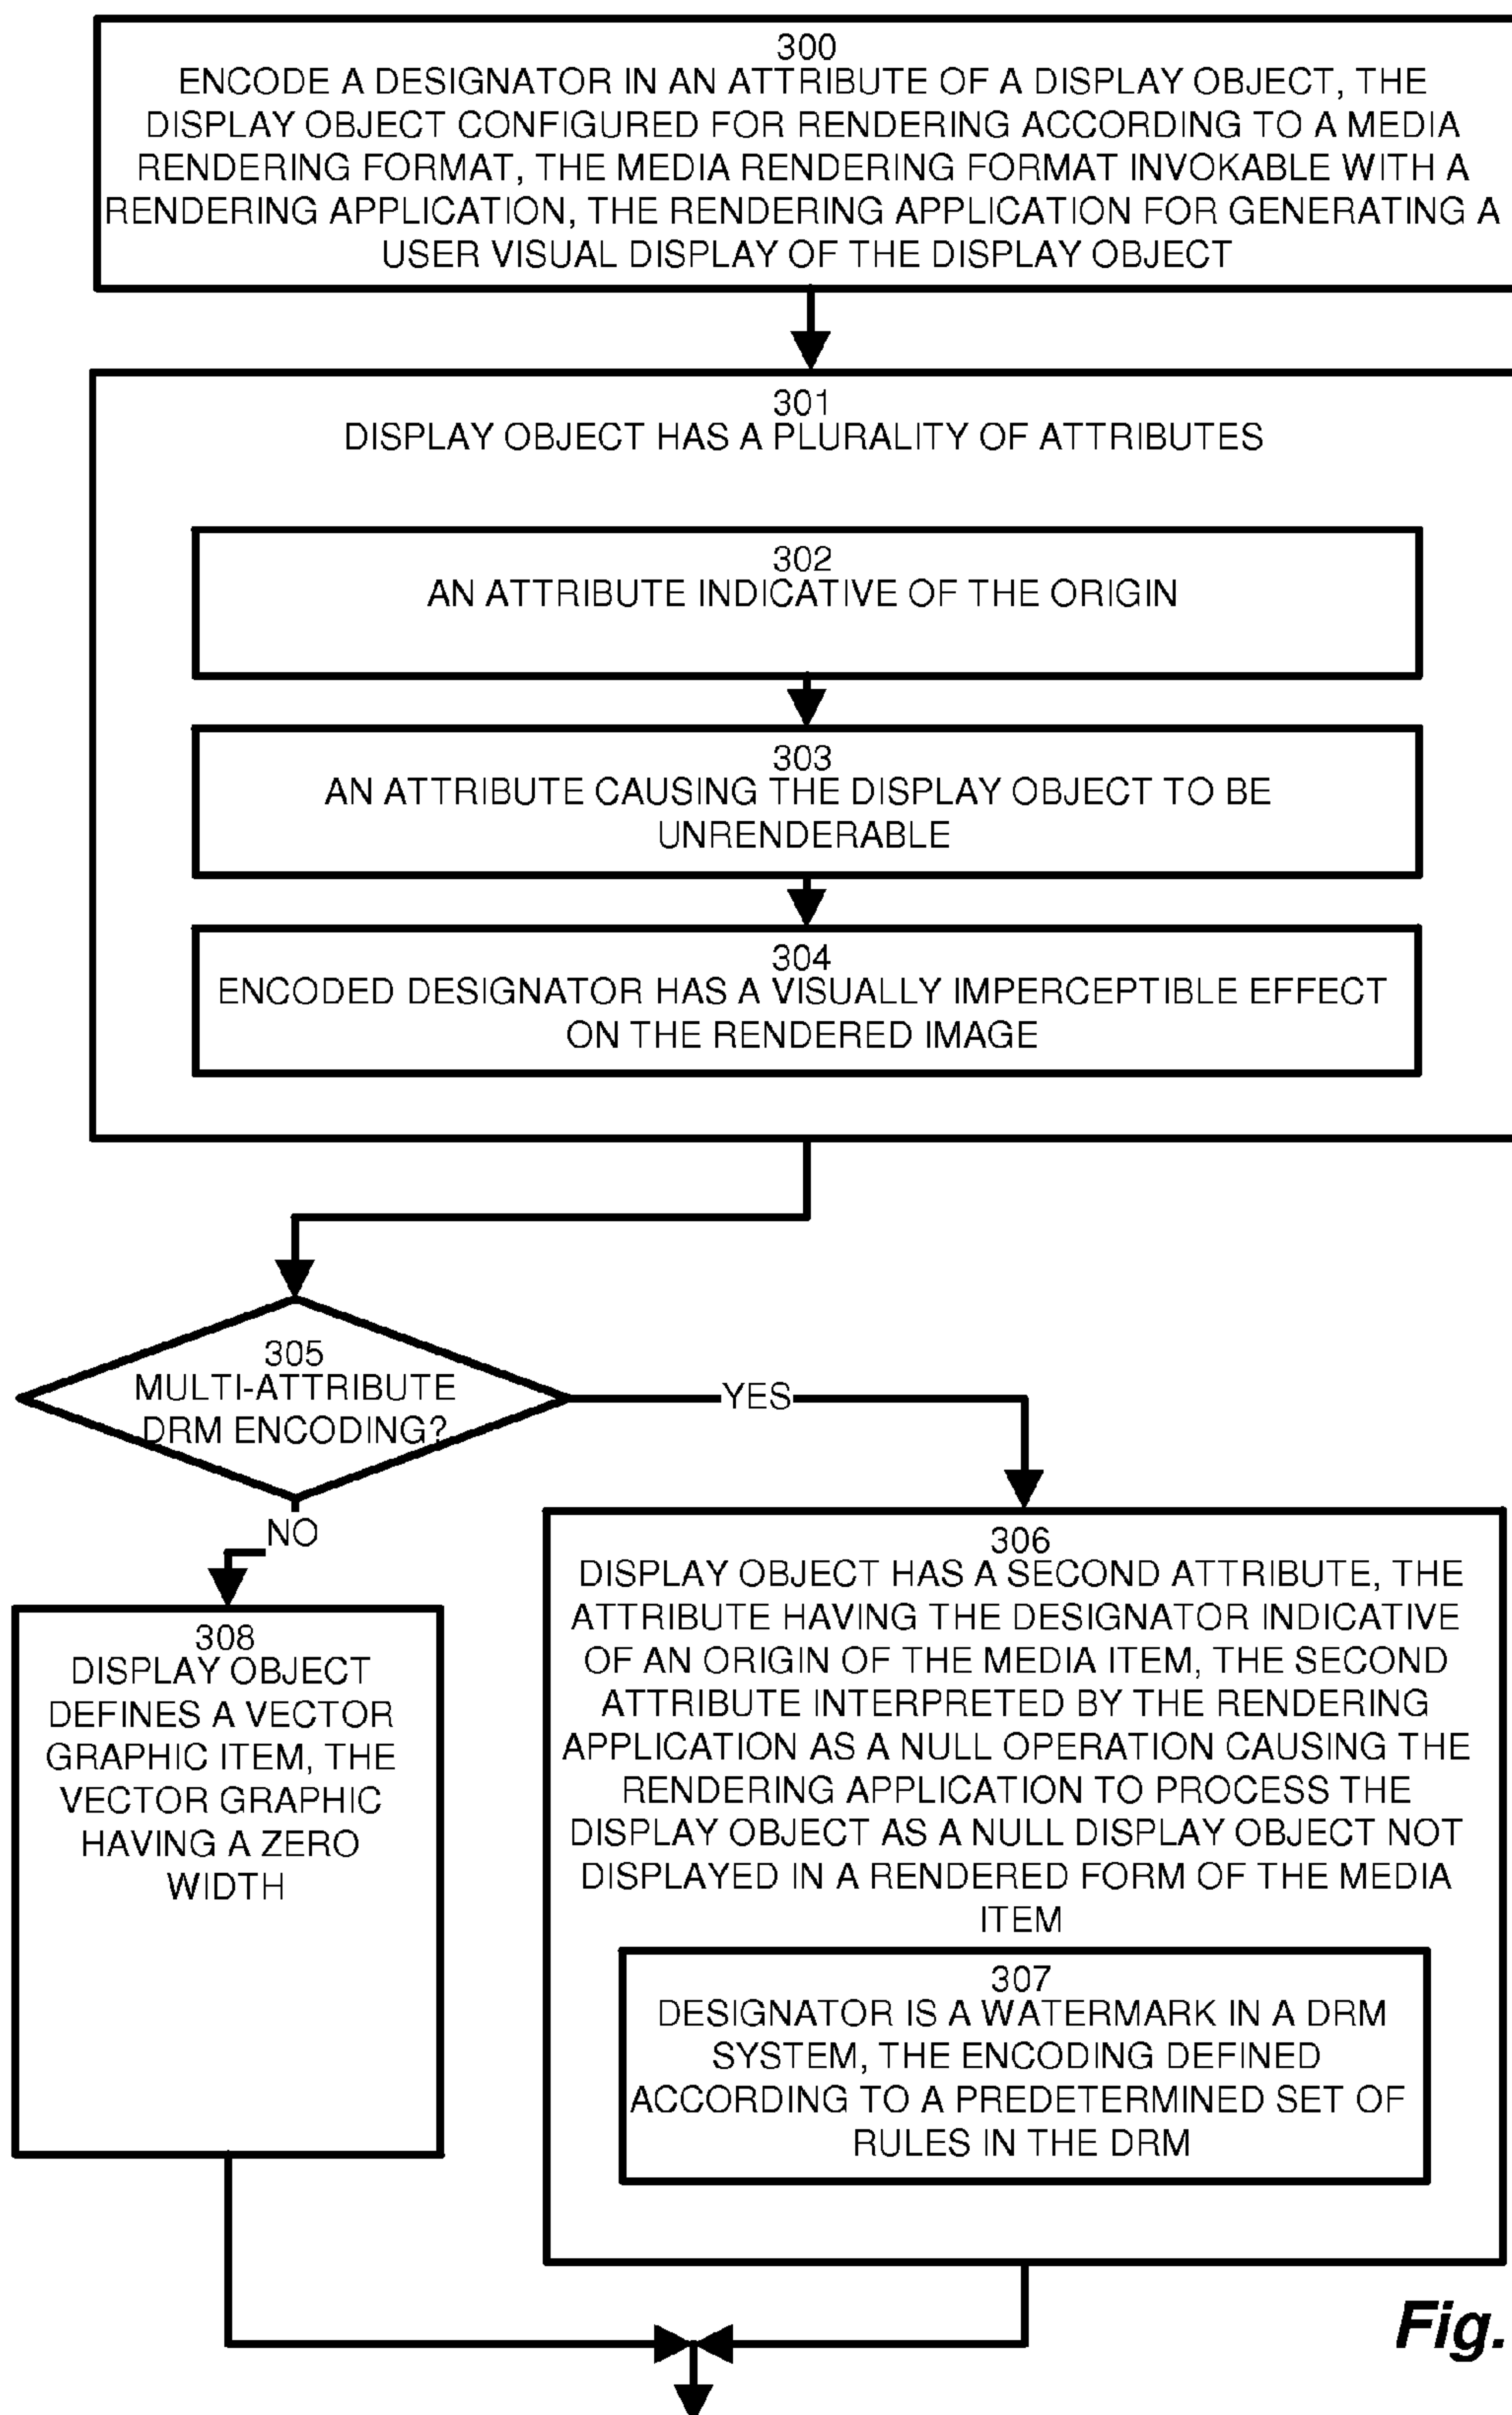 300
ENCODE A DESIGNATOR IN AN ATTRIBUTE OF A DISPLAY OBJECT, THE
DISPLAY OBJECT CONFIGURED FOR RENDERING ACCORDING TO A MEDIA
RENDERING FORMAT, THE MEDIA RENDERING FORMAT INVOKABLE WITH A
RENDERING APPLICATION, THE RENDERING APPLICATION FOR GENERATING A
USER VISUAL DISPLAY OF THE DISPLAY OBJECT
301
DISPLAY OBJECT HAS A PLURALITY OF ATTRIBUTES
302
AN ATTRIBUTE INDICATIVE OF THE ORIGIN
303
AN ATTRIBUTE CAUSING THE DISPLAY OBJECT TO BE
UNRENDERABLE
304
ENCODED DESIGNATOR HAS A VISUALLY IMPERCEPTIBLE EFFECT
ON THE RENDERED IMAGE
305
MULTI-ATTRIBUTE
DRM ENCODING?
YES
NO
308
DISPLAY OBJECT
DEFINES A VECTOR
GRAPHIC ITEM, THE
VECTOR GRAPHIC
HAVING A ZERO
WIDTH
306
DISPLAY OBJECT HAS A SECOND ATTRIBUTE, THE
ATTRIBUTE HAVING THE DESIGNATOR INDICATIVE
OF AN ORIGIN OF THE MEDIA ITEM, THE SECOND
ATTRIBUTE INTERPRETED BY THE RENDERING
APPLICATION AS A NULL OPERATION CAUSING THE
RENDERING APPLICATION TO PROCESS THE
DISPLAY OBJECT AS A NULL DISPLAY OBJECT NOT
DISPLAYED IN A RENDERED FORM OF THE MEDIA
ITEM
307
DESIGNATOR IS A WATERMARK IN A DRM
SYSTEM, THE ENCODING DEFINED
ACCORDING TO A PREDETERMINED SET OF
RULES IN THE DRM
Fig.